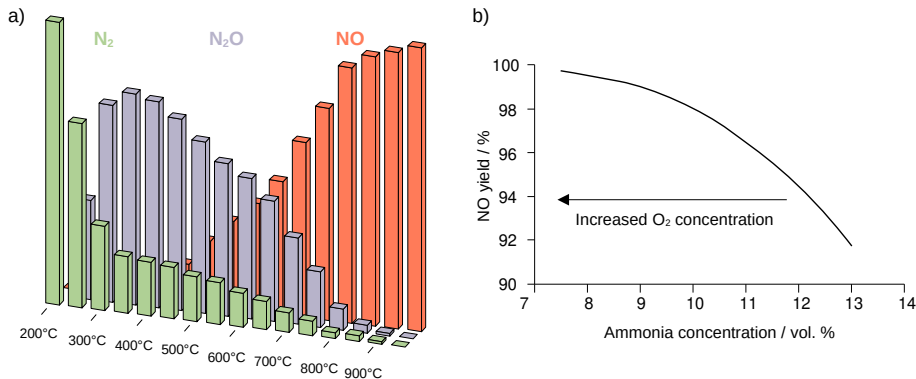 a)
N₂
N₂O
NO
200°C
300°C
400°C
500°C
600°C
700°C
800°C
900°C
b)
NO yield / %
100
98
96
94
92
90
Increased O₂ concentration
7
8
9
10
11
12
13
14
Ammonia concentration / vol. %